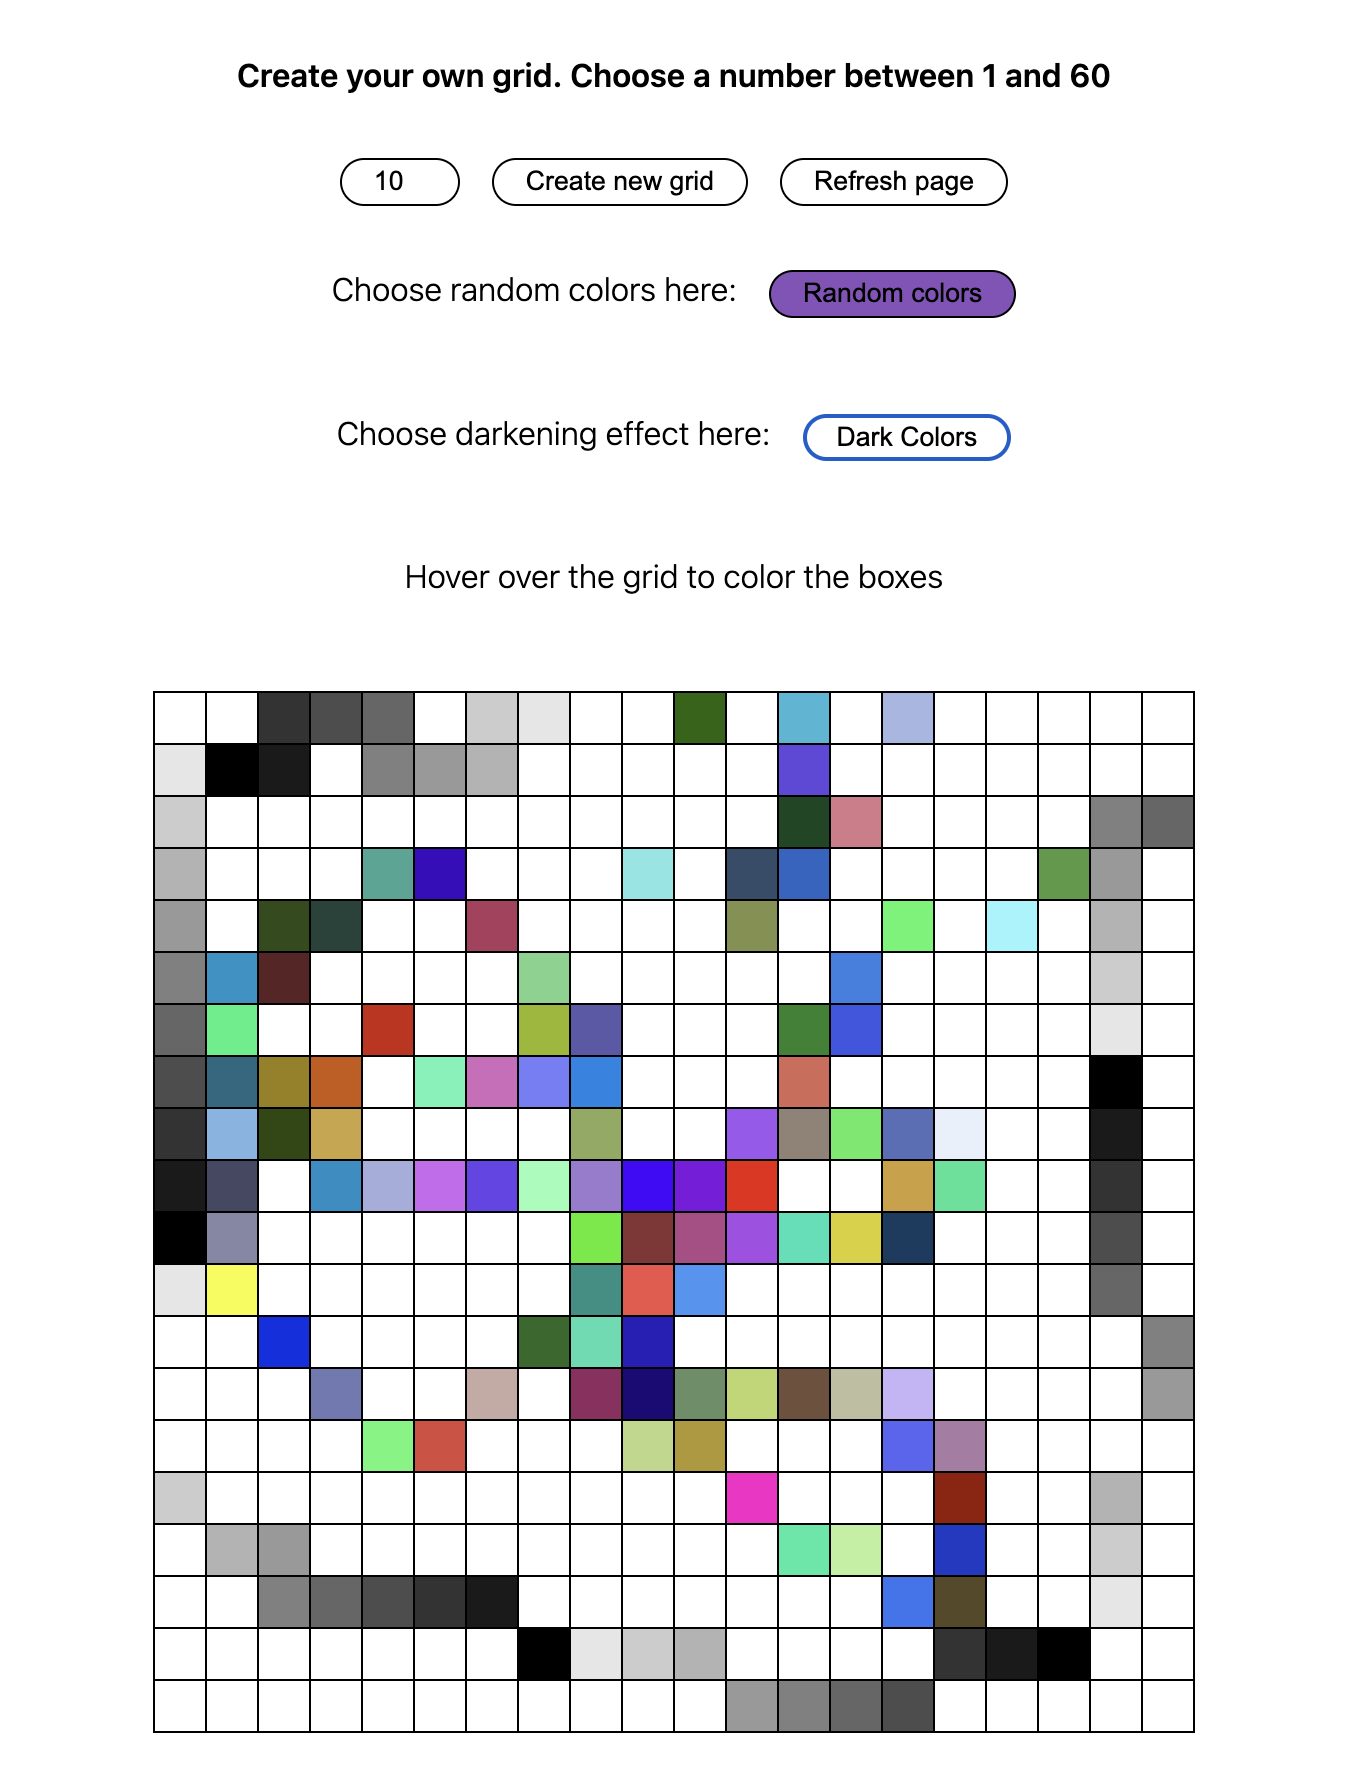 Create your own grid. Choose a number between 1 and 60
10 Create new grid Refresh page
Choose random colors here: Random colors
Choose darkening effect here: Dark Colors
Hover over the grid to color the boxes